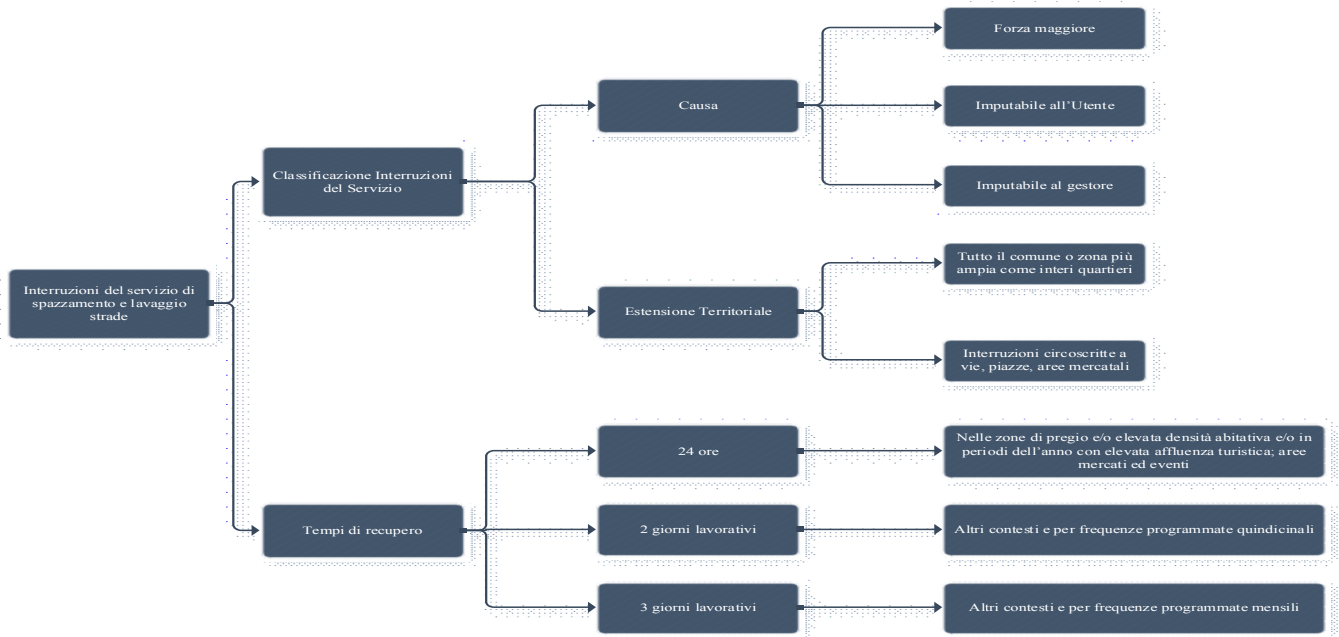 Interruzioni del servizio di
spazzamento e lavaggio
strade
Classificazione Interruzioni
del Servizio
Causa
Forza maggiore
Imputabile all'Utente
Imputabile al gestore
Estensione Territoriale
Tutto il comune o zona più
ampia come interi quartieri
Interruzioni circoscritte a
vie, piazze, aree mercatali
Tempi di recupero
24 ore
Nelle zone di pregio e/o elevata densità abitativa e/o in
periodi dell'anno con elevata affluenza turistica; aree
mercati ed eventi
2 giorni lavorativi
Altri contesti e per frequenze programmate quindicinali
3 giorni lavorativi
Altri contesti e per frequenze programmate mensili